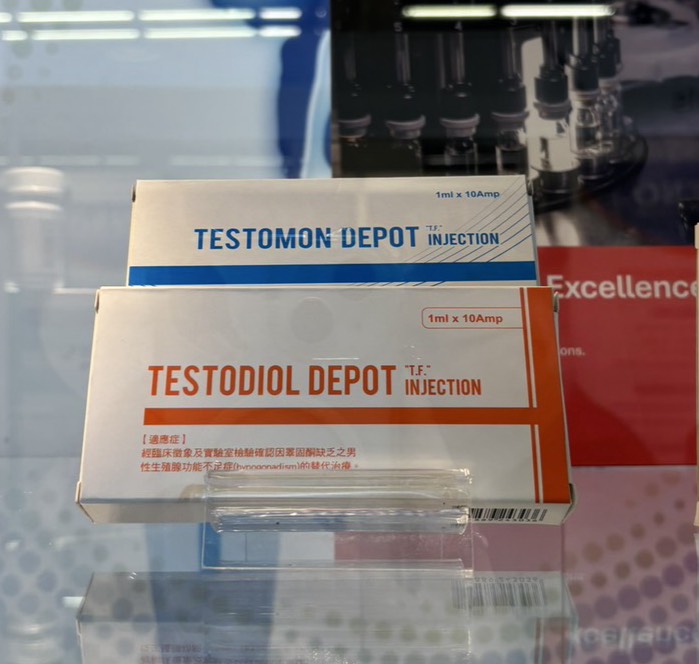 1ml x 10Amp
TESTOMON DEPOT "T.F." INJECTION
Excellence
ons.
1ml x 10Amp
TESTODIOL DEPOT "T.F." INJECTION
【適應症】
經臨床徵象及實驗室檢驗確認因睪固酮缺乏之男
性生殖腺功能不足症(hypogonadism)的替代治療。